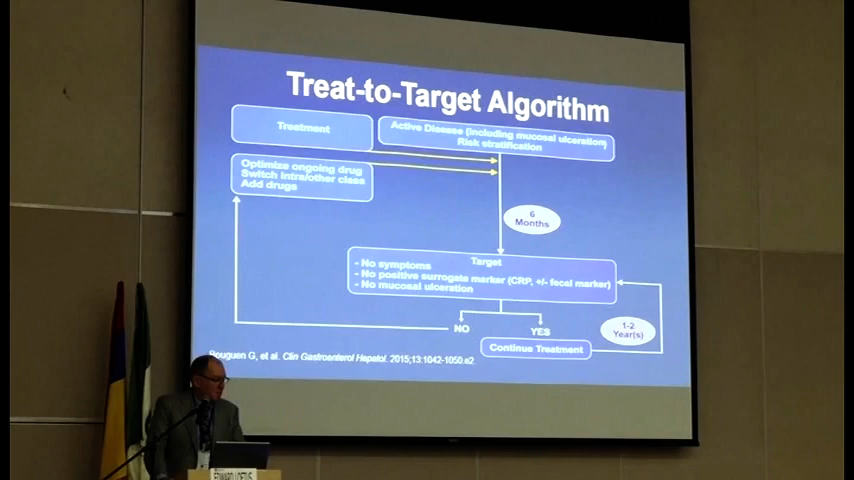 Treat-to-Target Algorithm
Treatment
Active Disease (including mucosal ulceration)
Risk stratification
Optimize ongoing drug
Switch Intra/other class
Add drugs
6
Months
Target
- No symptoms
- No positive surrogate marker (CRP, +/- fecal marker)
- No mucosal ulceration
NO
YES
1-2
Year(s)
Continue Treatment
Bouguen G, et al. Clin Gastroenterol Hepatol. 2015;13:1042-1050.e2
EDWARD LOFTUS